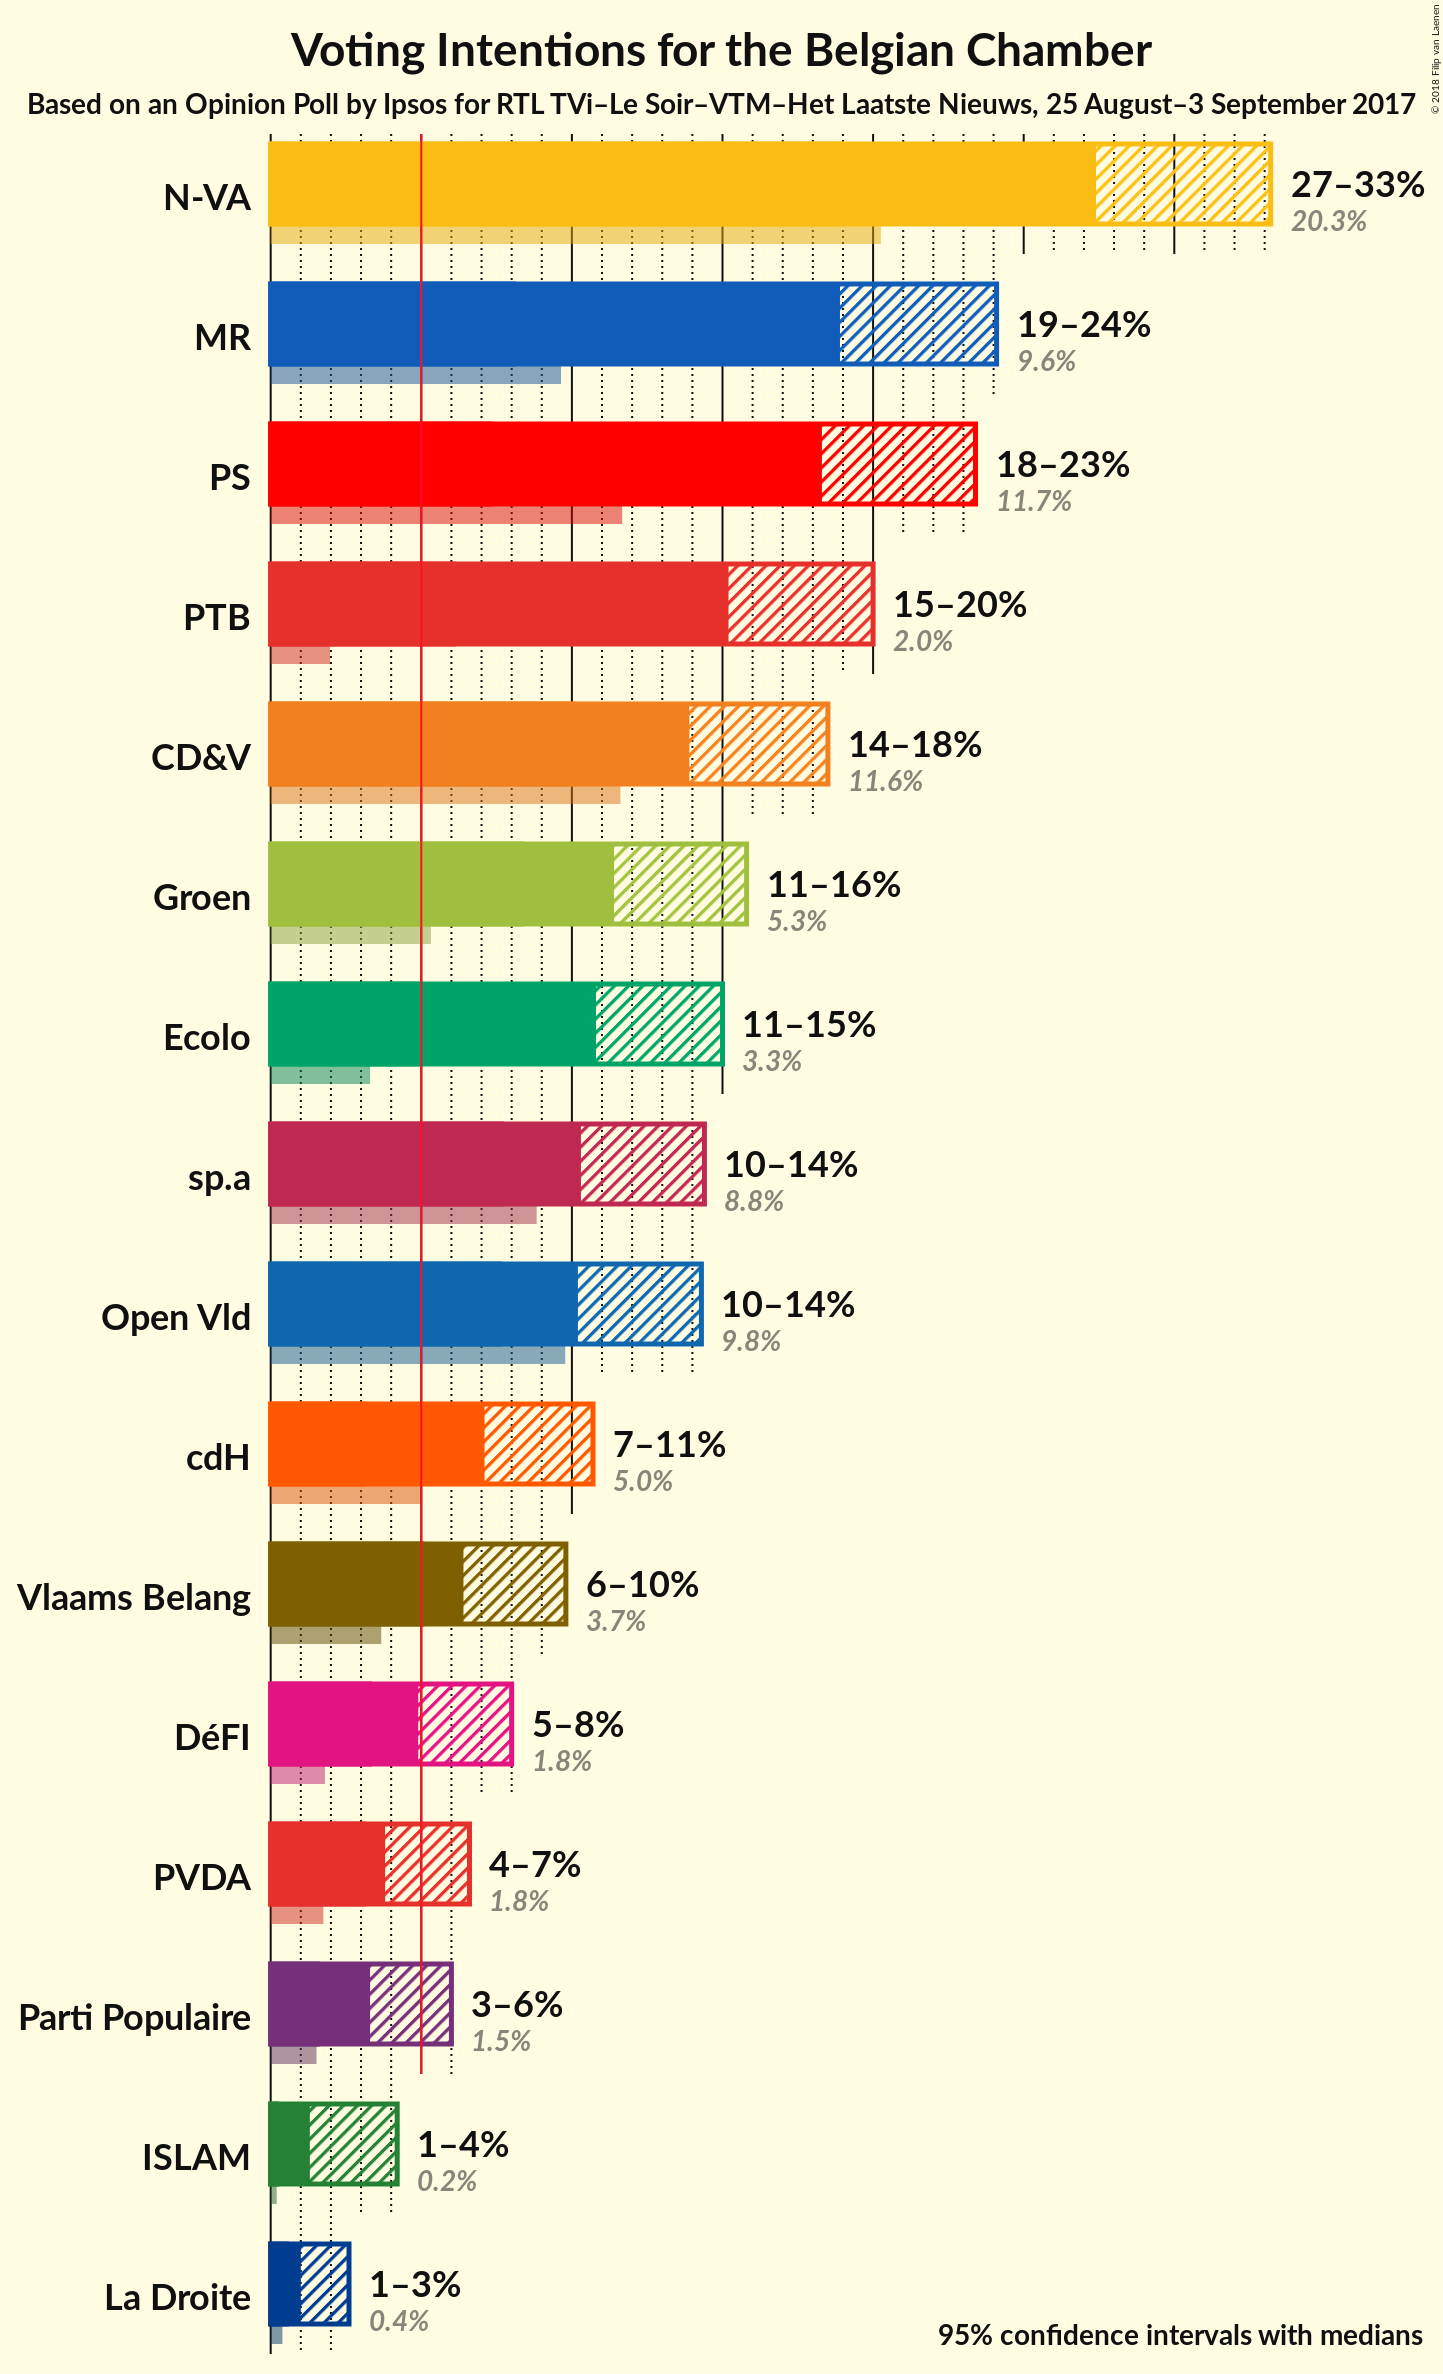 Voting Intentions for the Belgian Chamber
Based on an Opinion Poll by Ipsos for RTL TVi–Le Soir–VTM–Het Laatste Nieuws, 25 August–3 September 2017
© 2018 Filip van Laenen
N-VA
27–33%
20.3%
MR
19–24%
9.6%
PS
18–23%
11.7%
PTB
15–20%
2.0%
CD&V
14–18%
11.6%
Groen
11–16%
5.3%
Ecolo
11–15%
3.3%
sp.a
10–14%
8.8%
Open Vld
10–14%
9.8%
cdH
7–11%
5.0%
Vlaams Belang
6–10%
3.7%
DéFI
5–8%
1.8%
PVDA
4–7%
1.8%
Parti Populaire
3–6%
1.5%
ISLAM
1–4%
0.2%
La Droite
1–3%
0.4%
95% confidence intervals with medians